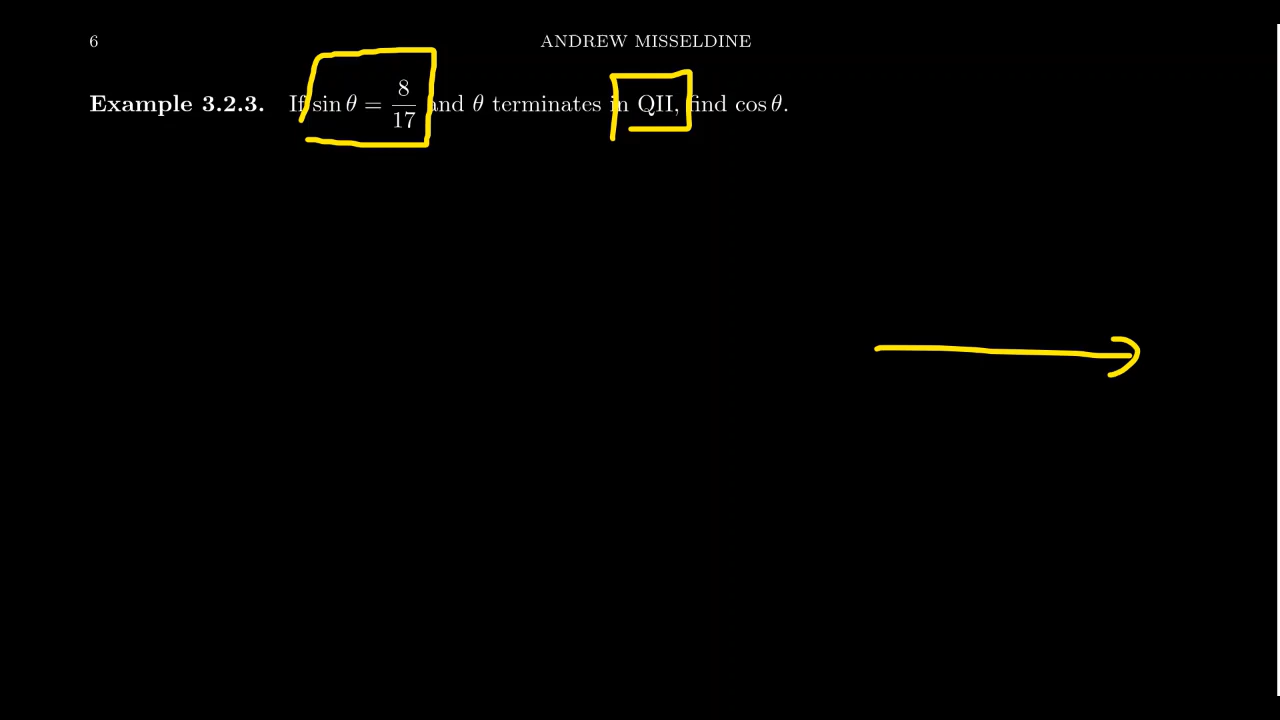 6 ANDREW MISSELDINE
Example 3.2.3. If sin θ = 8/17 and θ terminates in QII, find cos θ.